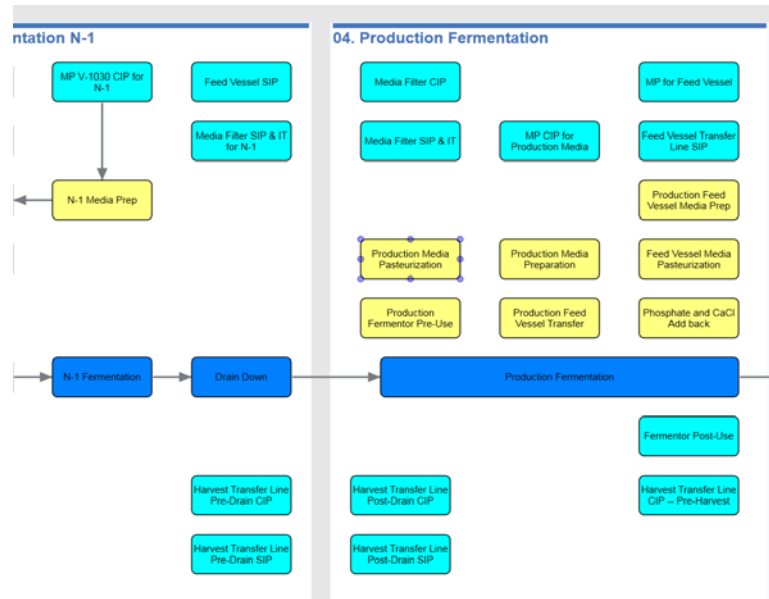 ntation N-1
04. Production Fermentation
MP V-1030 CIP for
N-1
Feed Vessel SIP
Media Filter CIP
MP for Feed Vessel
Media Filter SIP & IT
for N-1
Media Filter SIP & IT
MP CIP for
Production Media
Feed Vessel Transfer
Line SIP
N-1 Media Prep
Production Feed
Vessel Media Prep
Production Media
Pasteurization
Production Media
Preparation
Feed Vessel Media
Pasteurization
Production
Fermentor Pre-Use
Production Feed
Vessel Transfer
Phosphate and CaCl
Add back
N-1 Fermentation
Drain Down
Production Fermentation
Fermentor Post-Use
Harvest Transfer Line
Pre-Drain CIP
Harvest Transfer Line
Post-Drain CIP
Harvest Transfer Line
CIP -- Pre-Harvest
Harvest Transfer Line
Pre-Drain SIP
Harvest Transfer Line
Post-Drain SIP